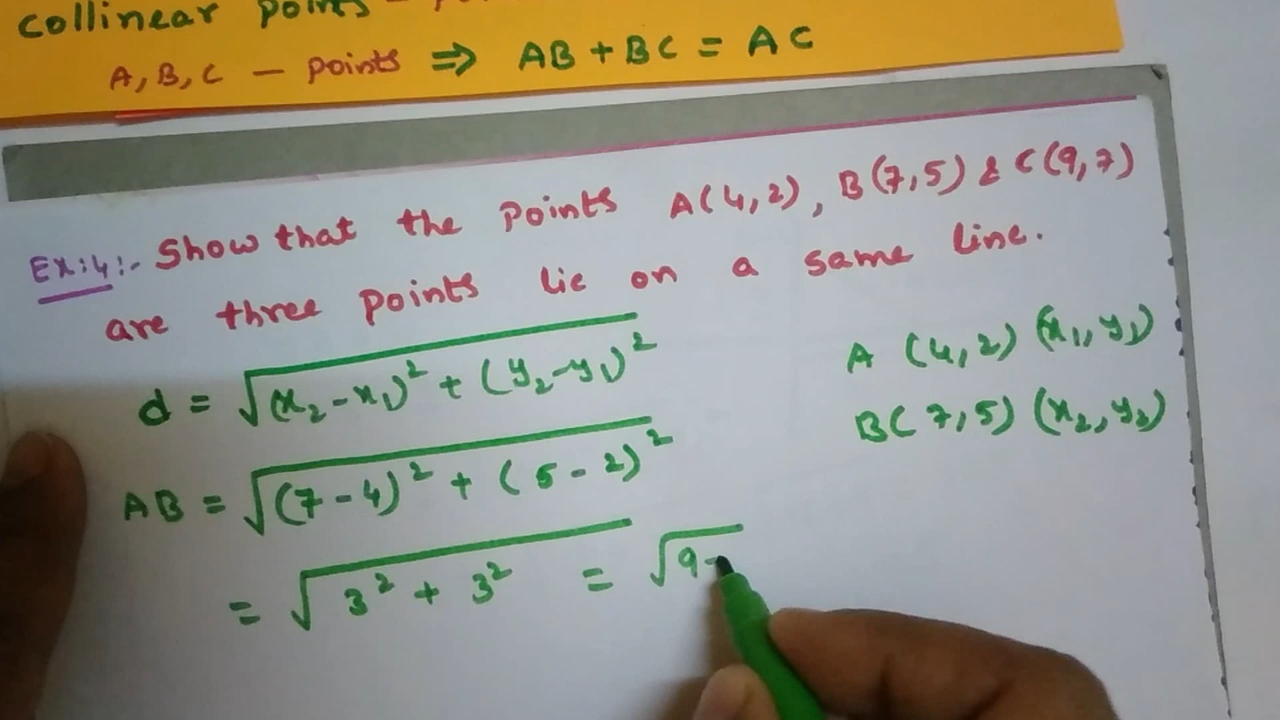 collinear points -
A, B, C — points ⇒ AB + BC = AC
Ex:4:- Show that the points A(4,2), B(7,5) & C(9,7)
are three points lie on a same line.
d = √(x₂-x₁)² + (y₂-y₁)²
A (4,2) (x₁, y₁)
B(7,5) (x₂, y₂)
AB = √(7-4)² + (5-2)²
= √3² + 3² = √9